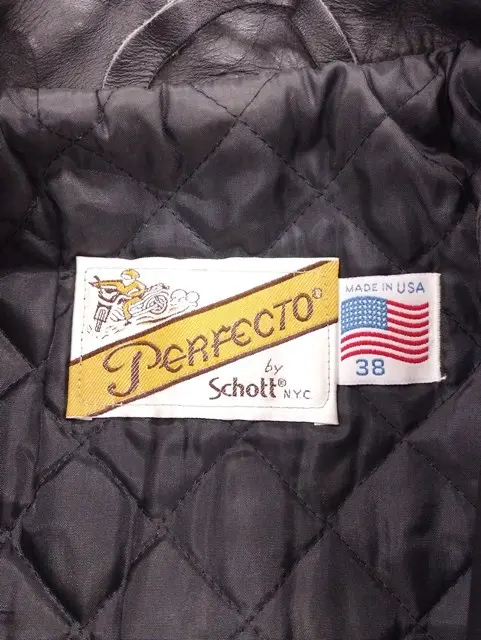 PERFECTO®
by
Schott® NYC
MADE IN USA
38